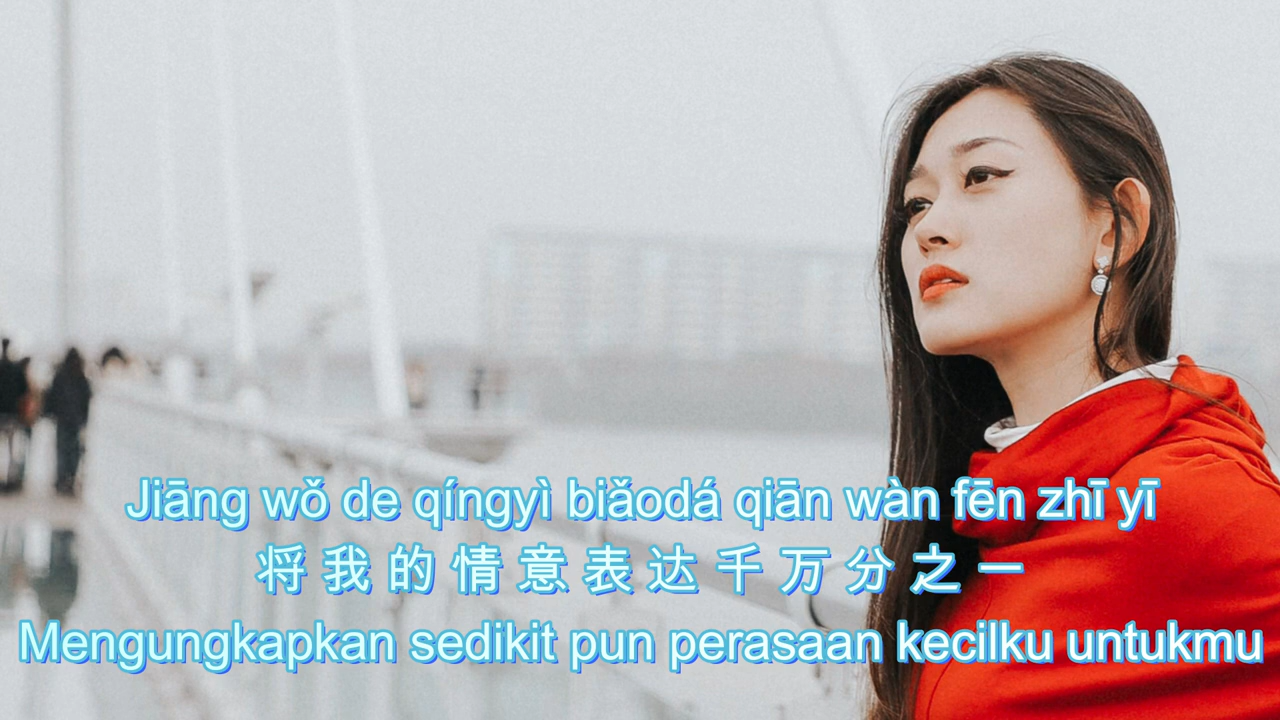 Jiāng wǒ de qíngyì biǎodá qiān wàn fēn zhī yī
将我的情意表达千万分之一
Mengungkapkan sedikit pun perasaan kecilku untukmu